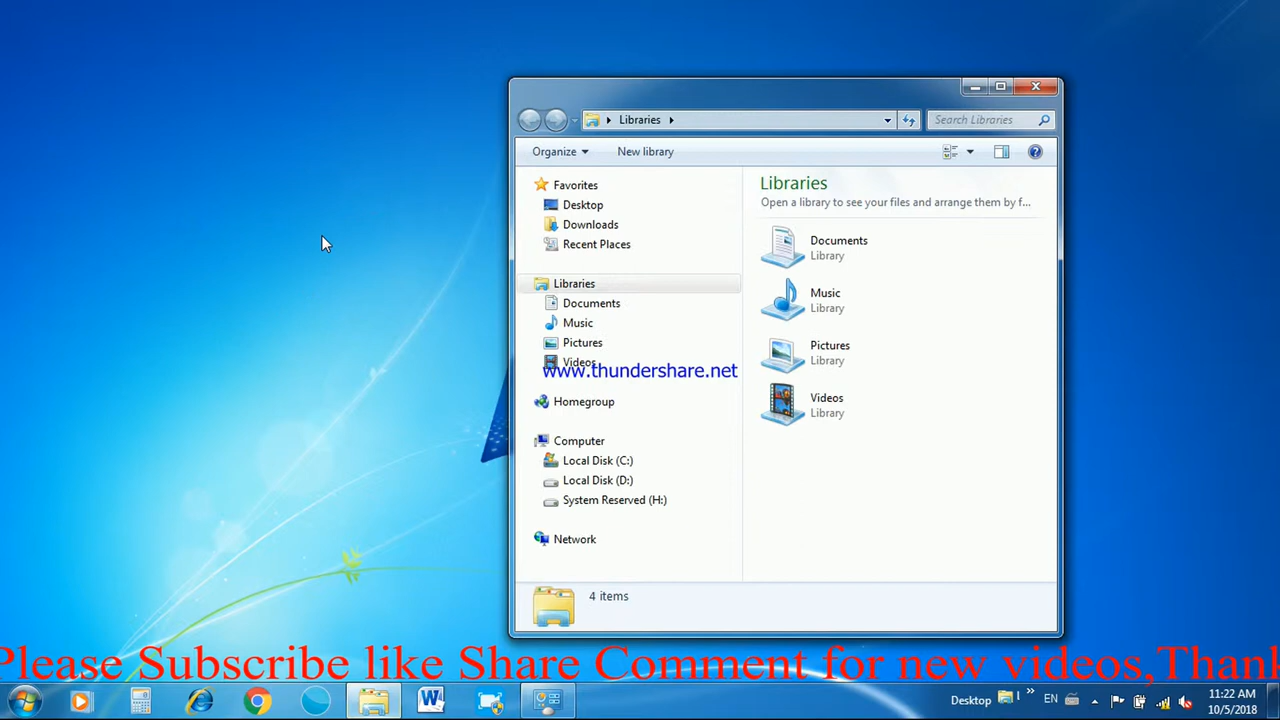 Libraries
Search Libraries
Organize
New library
Favorites
Desktop
Downloads
Recent Places
Libraries
Documents
Music
Pictures
Videos
www.thundershare.net
Homegroup
Computer
Local Disk (C:)
Local Disk (D:)
System Reserved (H:)
Network
Libraries
Open a library to see your files and arrange them by f...
Documents
Library
Music
Library
Pictures
Library
Videos
Library
4 items
Please Subscribe like Share Comment for new videos,Thank
Desktop
EN
11:22 AM
10/5/2018